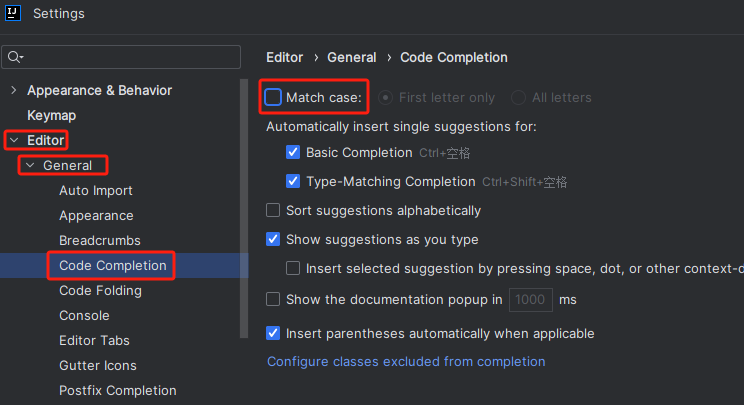 IJ
Settings
Editor › General › Code Completion
Appearance & Behavior
Keymap
Editor
General
Auto Import
Appearance
Breadcrumbs
Code Completion
Code Folding
Console
Editor Tabs
Gutter Icons
Postfix Completion
Match case: First letter only All letters
Automatically insert single suggestions for:
Basic Completion Ctrl+空格
Type-Matching Completion Ctrl+Shift+空格
Sort suggestions alphabetically
Show suggestions as you type
Insert selected suggestion by pressing space, dot, or other context-d
Show the documentation popup in 1000 ms
Insert parentheses automatically when applicable
Configure classes excluded from completion